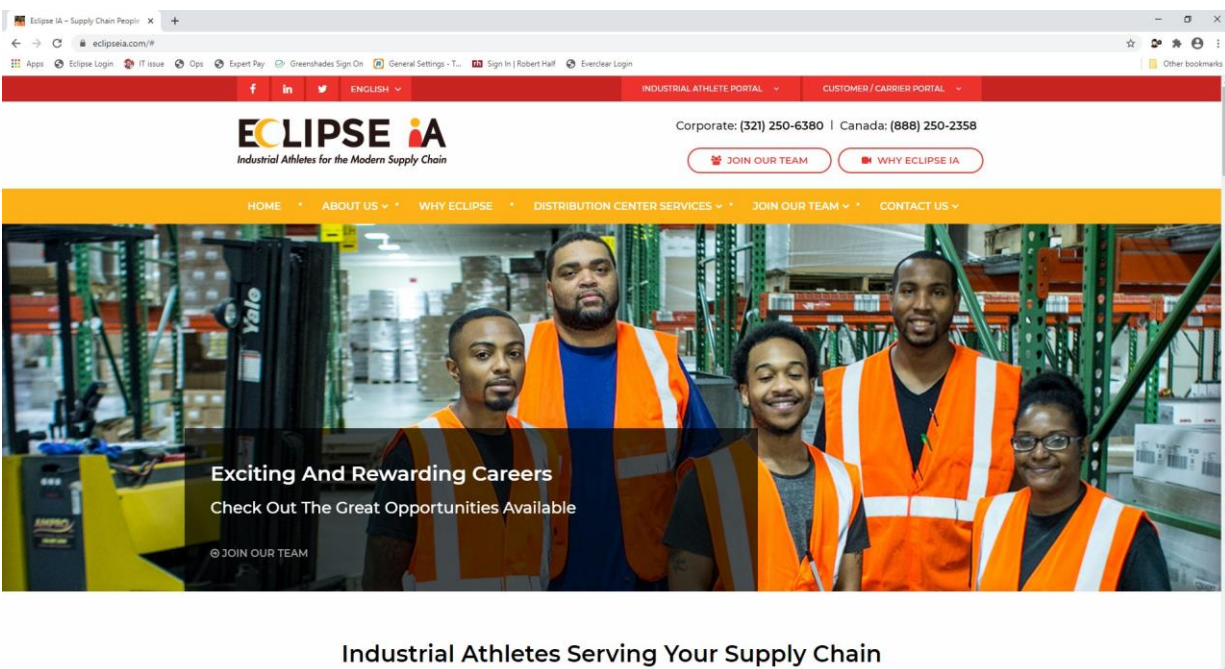 Eclipse IA – Supply Chain People
eclipseia.com/#
Apps Eclipse Login IT issue Ops Expert Pay Greenshades Sign On General Settings - T... Sign In | Robert Half Everclear Login Other bookmarks
ENGLISH INDUSTRIAL ATHLETE PORTAL CUSTOMER / CARRIER PORTAL
ECLIPSE iA
Industrial Athletes for the Modern Supply Chain
Corporate: (321) 250-6380 | Canada: (888) 250-2358
JOIN OUR TEAM WHY ECLIPSE IA
HOME ABOUT US WHY ECLIPSE DISTRIBUTION CENTER SERVICES JOIN OUR TEAM CONTACT US
Yale
Exciting And Rewarding Careers
Check Out The Great Opportunities Available
JOIN OUR TEAM
Industrial Athletes Serving Your Supply Chain